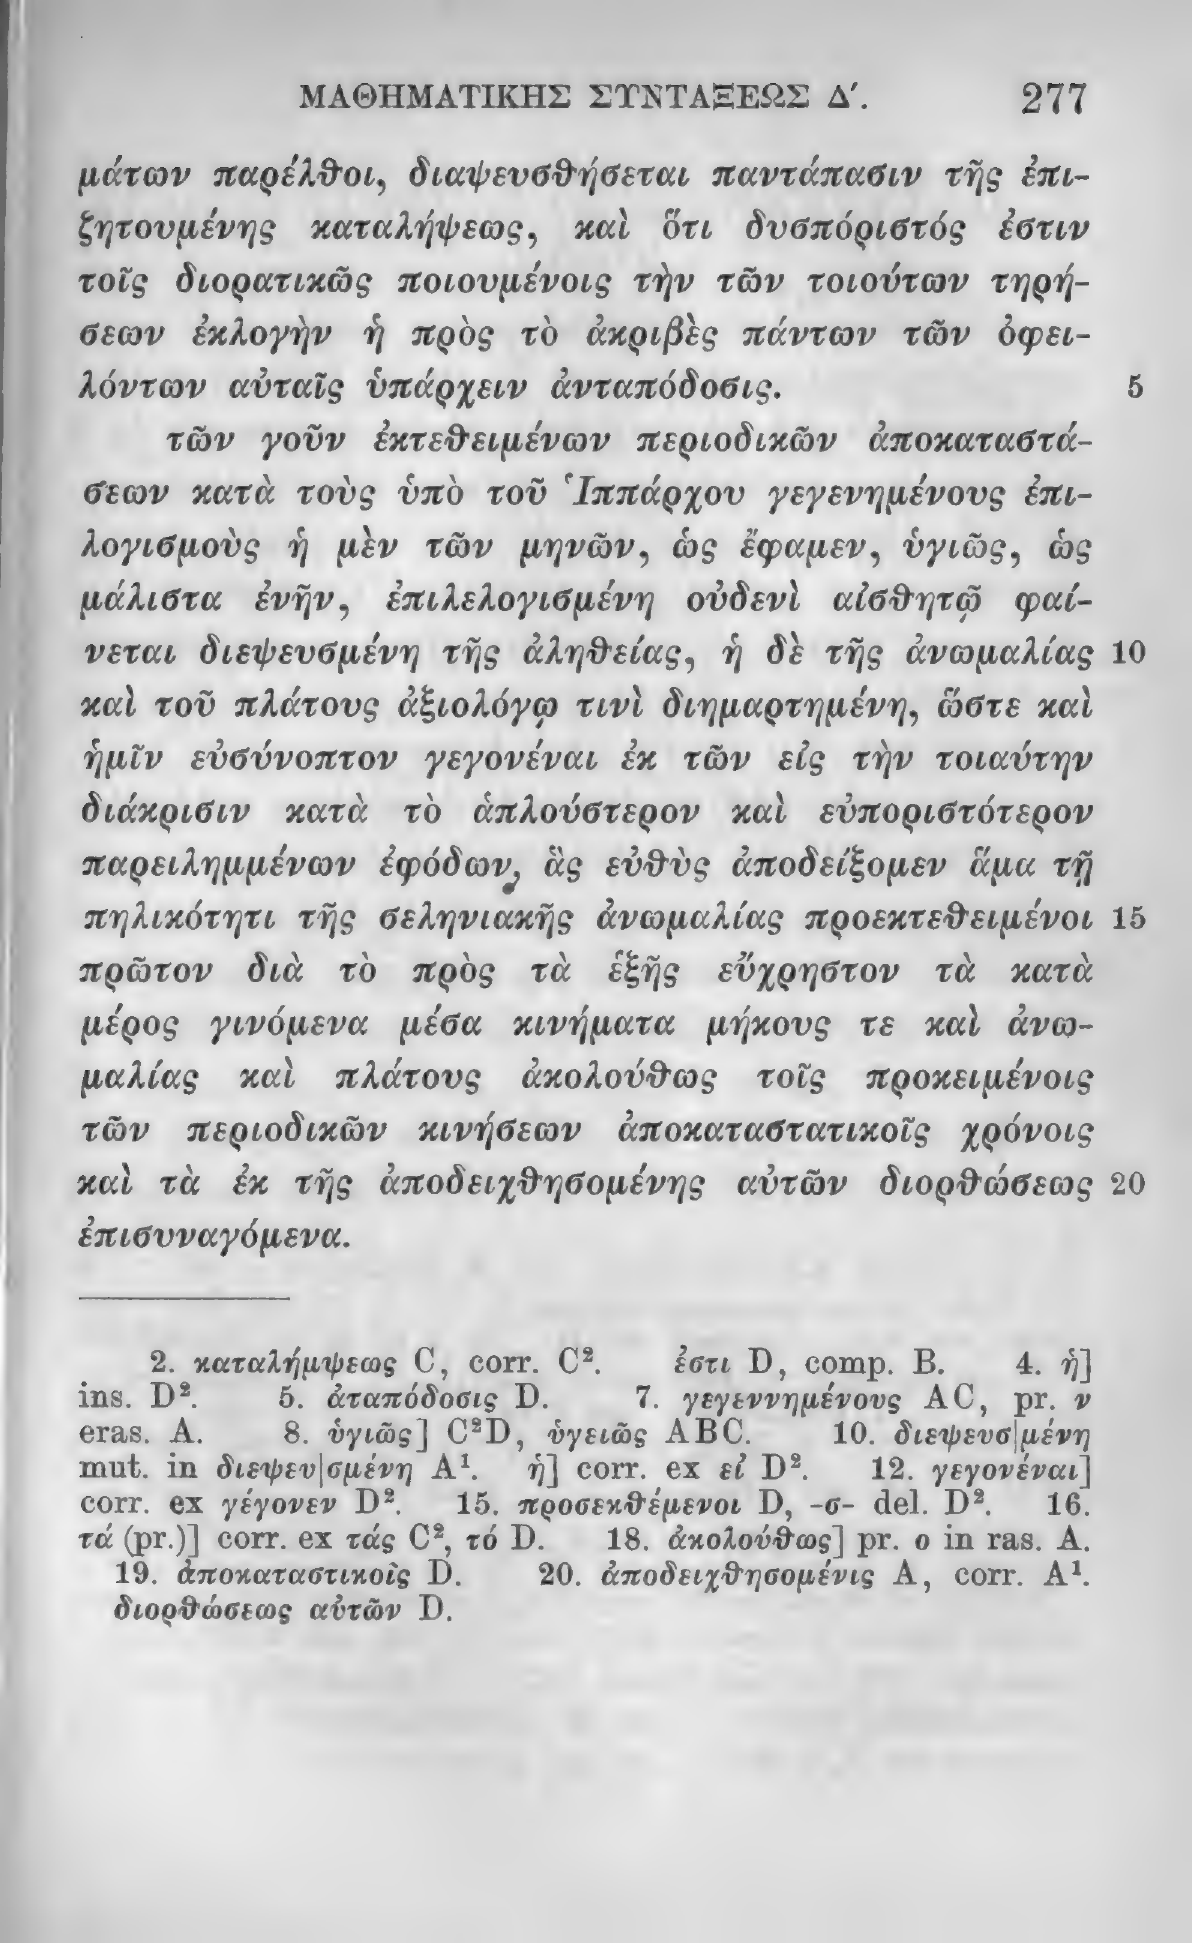 ΜΑΘΗΜΑΤΙΚΗΣ ΣΥΝΤΑΞΕΩΣ Δ΄. 277
μάτων παρέλθοι, διαψευσθήσεται παντάπασιν τῆς ἐπι-
ζητουμένης καταλήψεως, καὶ ὅτι δυσπόριστός ἐστιν
τοῖς διορατικῶς ποιουμένοις τὴν τῶν τοιούτων τηρή-
σεων ἐκλογὴν ἡ πρὸς τὸ ἀκριβὲς πάντων τῶν ὀφει-
λόντων αὐταῖς ὑπάρχειν ἀνταπόδοσις. 5
τῶν γοῦν ἐκτεθειμένων περιοδικῶν ἀποκαταστά-
σεων κατὰ τοὺς ὑπὸ τοῦ Ἱππάρχου γεγενημένους ἐπι-
λογισμοὺς ἡ μὲν τῶν μηνῶν, ὡς ἔφαμεν, ὑγιῶς, ὡς
μάλιστα ἐνῆν, ἐπιλελογισμένη οὐδενὶ αἰσθητῷ φαί-
νεται διεψευσμένη τῆς ἀληθείας, ἡ δὲ τῆς ἀνωμαλίας 10
καὶ τοῦ πλάτους ἀξιολόγῳ τινὶ διημαρτημένη, ὥστε καὶ
ἡμῖν εὐσύνοπτον γεγονέναι ἐκ τῶν εἰς τὴν τοιαύτην
διάκρισιν κατὰ τὸ ἁπλούστερον καὶ εὐποριστότερον
παρειλημμένων ἐφόδων, ἃς εὐθὺς ἀποδείξομεν ἅμα τῇ
πηλικότητι τῆς σεληνιακῆς ἀνωμαλίας προεκτεθειμένοι 15
πρῶτον διὰ τὸ πρὸς τὰ ἑξῆς εὔχρηστον τὰ κατὰ
μέρος γινόμενα μέσα κινήματα μήκους τε καὶ ἀνω-
μαλίας καὶ πλάτους ἀκολούθως τοῖς προκειμένοις
τῶν περιοδικῶν κινήσεων ἀποκαταστατικοῖς χρόνοις
καὶ τὰ ἐκ τῆς ἀποδειχθησομένης αὐτῶν διορθώσεως 20
ἐπισυναγόμενα.
2. καταλήμψεως C, corr. C². ἐστι D, comp. B. 4. ἡ]
ins. D². 5. ἀταπόδοσις D. 7. γεγεννημένους AC, pr. ν
eras. A. 8. ὑγιῶς] C²D, ὑγειῶς ABC. 10. διεψευσ|μένη
mut. in διεψευ|σμένη A¹. ἡ] corr. ex εἰ D². 12. γεγονέναι]
corr. ex γέγονεν D². 15. προσεκθέμενοι D, -σ- del. D². 16.
τά (pr.)] corr. ex τάς C², τό D. 18. ἀκολούθως] pr. ο in ras. A.
19. ἀποκαταστικοῖς D. 20. ἀποδειχθησομένις A, corr. A¹.
διορθώσεως αὐτῶν D.